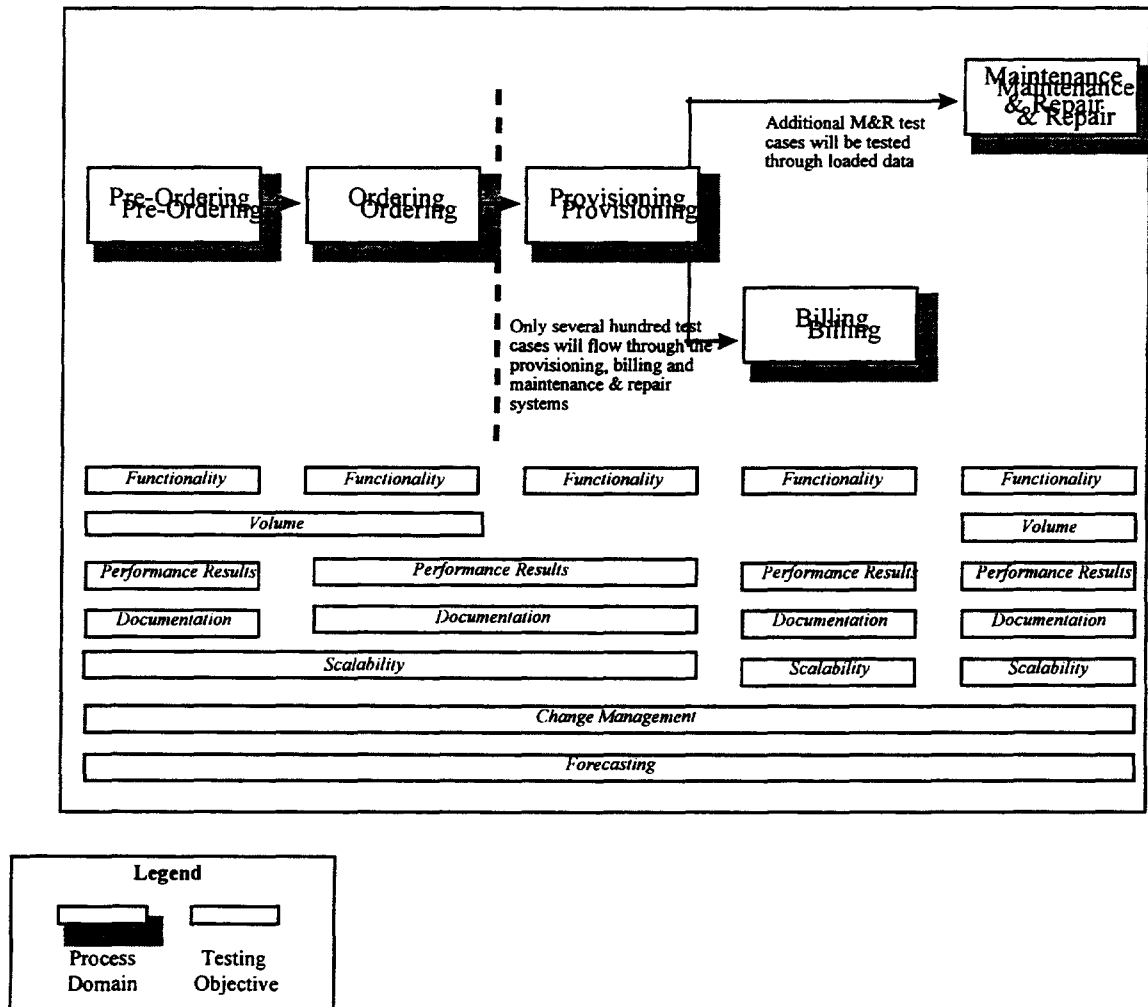 Maintenance
& Repair
Additional M&R test
cases will be tested
through loaded data
Pre-Ordering
Ordering
Provisioning
Only several hundred test
cases will flow through the
provisioning, billing and
maintenance & repair
systems
Billing
Functionality Functionality Functionality Functionality Functionality
Volume Volume
Performance Results Performance Results Performance Results Performance Results
Documentation Documentation Documentation Documentation
Scalability Scalability Scalability
Change Management
Forecasting
Legend
Process
Domain
Testing
Objective